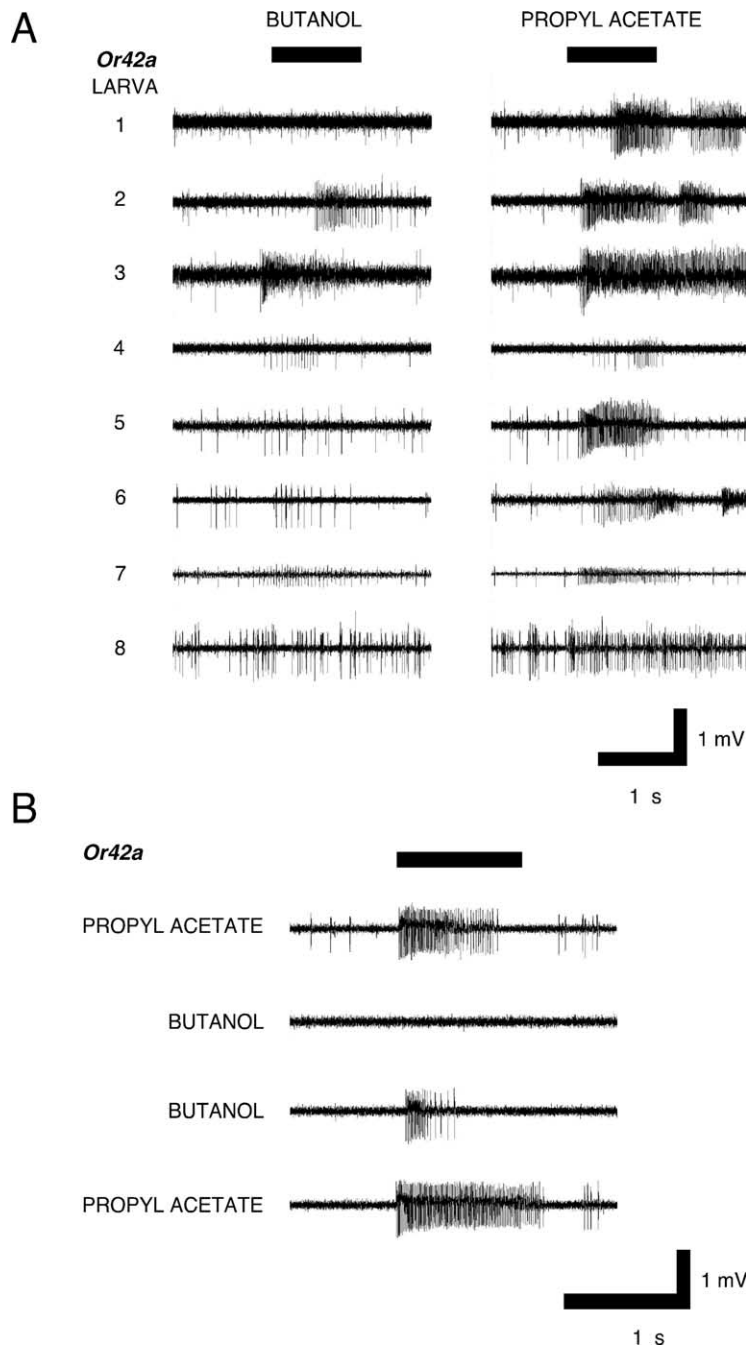 A
BUTANOL PROPYL ACETATE
Or42a
LARVA
1
2
3
4
5
6
7
8
1 mV
1 s
B
Or42a
PROPYL ACETATE
BUTANOL
BUTANOL
PROPYL ACETATE
1 mV
1 s